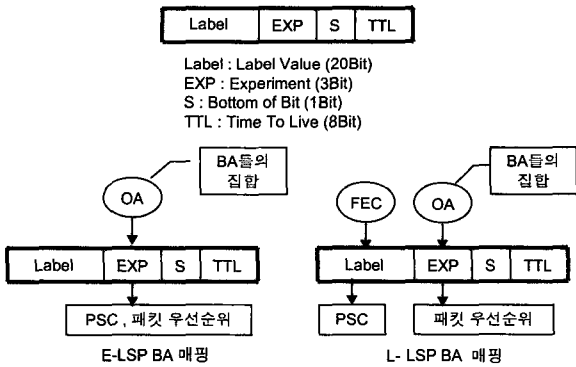 Label EXP S TTL
Label : Label Value (20Bit)
EXP : Experiment (3Bit)
S : Bottom of Bit (1Bit)
TTL : Time To Live (8Bit)
BA들의
집합
OA
Label EXP S TTL
PSC , 패킷 우선순위
E-LSP BA 매핑
BA들의
집합
FEC
OA
Label EXP S TTL
PSC
패킷 우선순위
L- LSP BA 매핑